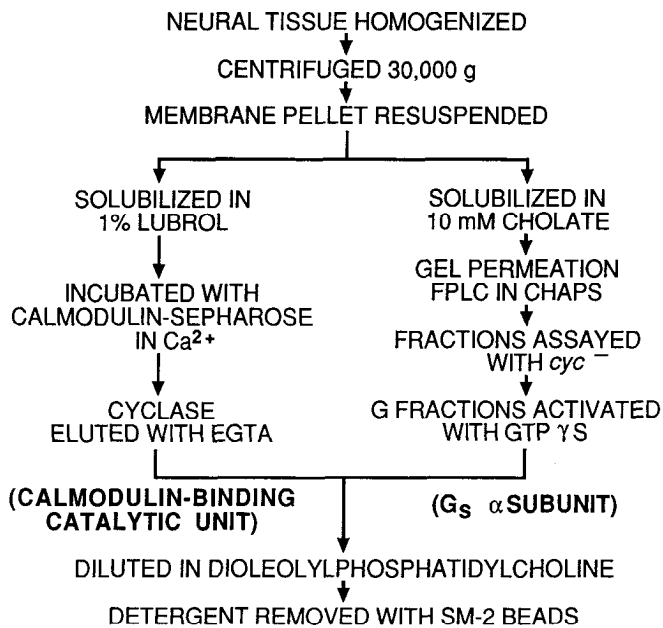 NEURAL TISSUE HOMOGENIZED
CENTRIFUGED 30,000 g
MEMBRANE PELLET RESUSPENDED
SOLUBILIZED IN
1% LUBROL
INCUBATED WITH
CALMODULIN-SEPHAROSE
IN Ca²⁺
CYCLASE
ELUTED WITH EGTA
(CALMODULIN-BINDING
CATALYTIC UNIT)
SOLUBILIZED IN
10 mM CHOLATE
GEL PERMEATION
FPLC IN CHAPS
FRACTIONS ASSAYED
WITH cyc⁻
G FRACTIONS ACTIVATED
WITH GTP γS
(Gₛ αSUBUNIT)
DILUTED IN DIOLEOLYLPHOSPHATIDYLCHOLINE
DETERGENT REMOVED WITH SM-2 BEADS